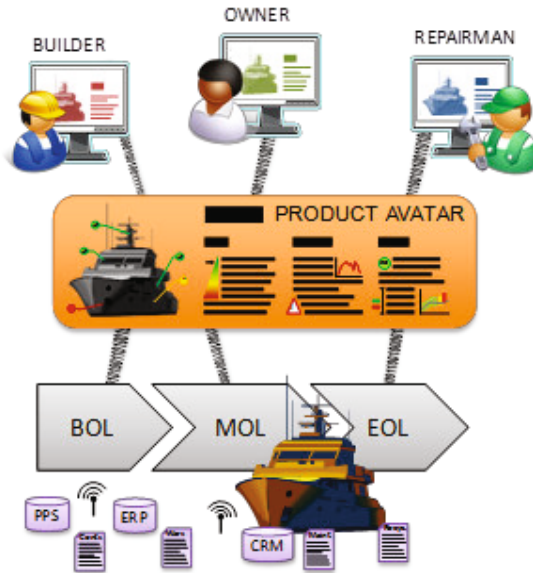 OWNER
BUILDER
REPAIRMAN
PRODUCT AVATAR
BOL
MOL
EOL
PPS
ERP
CRM